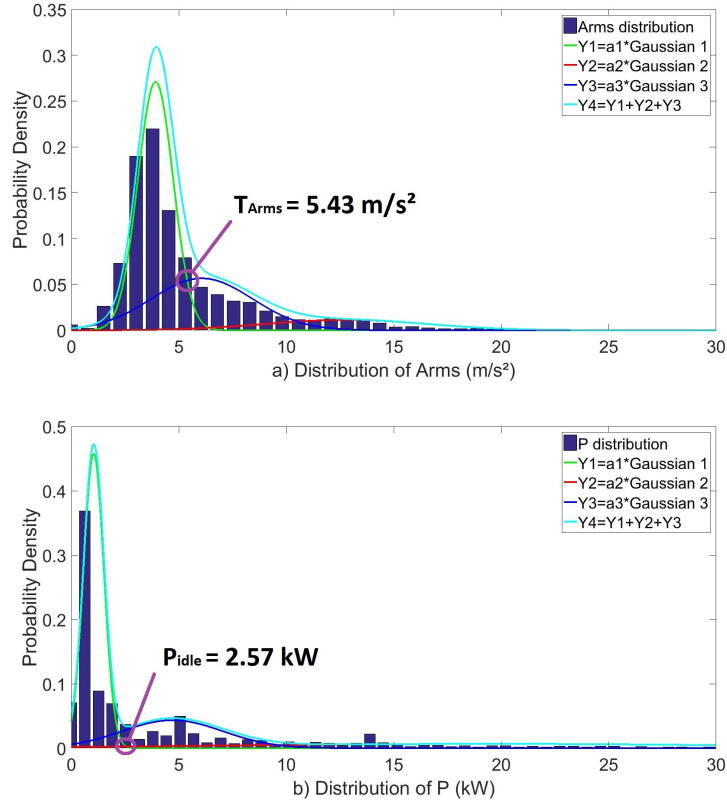 0.35
0.3
0.25
0.2
0.15
0.1
0.05
0
Probability Density
Arms distribution
Y1=a1*Gaussian 1
Y2=a2*Gaussian 2
Y3=a3*Gaussian 3
Y4=Y1+Y2+Y3
TArms = 5.43 m/s²
0 5 10 15 20 25 30
a) Distribution of Arms (m/s²)
0.5
0.4
0.3
0.2
0.1
0
Probability Density
P distribution
Y1=a1*Gaussian 1
Y2=a2*Gaussian 2
Y3=a3*Gaussian 3
Y4=Y1+Y2+Y3
Pidle = 2.57 kW
0 5 10 15 20 25 30
b) Distribution of P (kW)